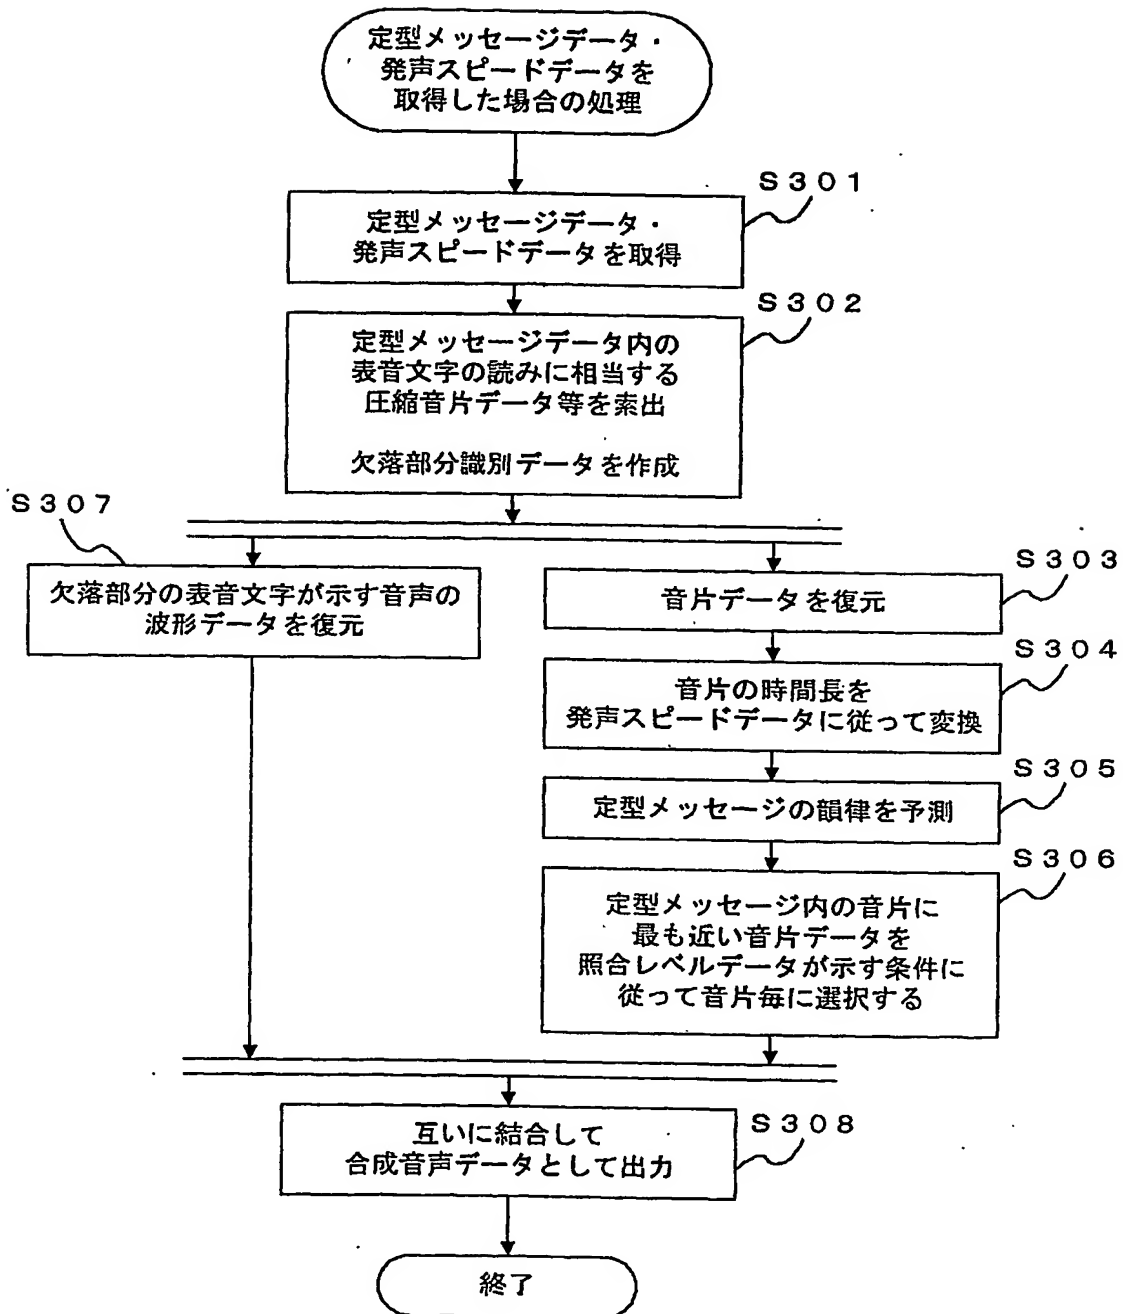 定型メッセージデータ・
発声スピードデータを
取得した場合の処理
S301
定型メッセージデータ・
発声スピードデータを取得
S302
定型メッセージデータ内の
表音文字の読みに相当する
圧縮音片データ等を索出
欠落部分識別データを作成
S307
欠落部分の表音文字が示す音声の
波形データを復元
S303
音片データを復元
S304
音片の時間長を
発声スピードデータに従って変換
S305
定型メッセージの韻律を予測
S306
定型メッセージ内の音片に
最も近い音片データを
照合レベルデータが示す条件に
従って音片毎に選択する
S308
互いに結合して
合成音声データとして出力
終了